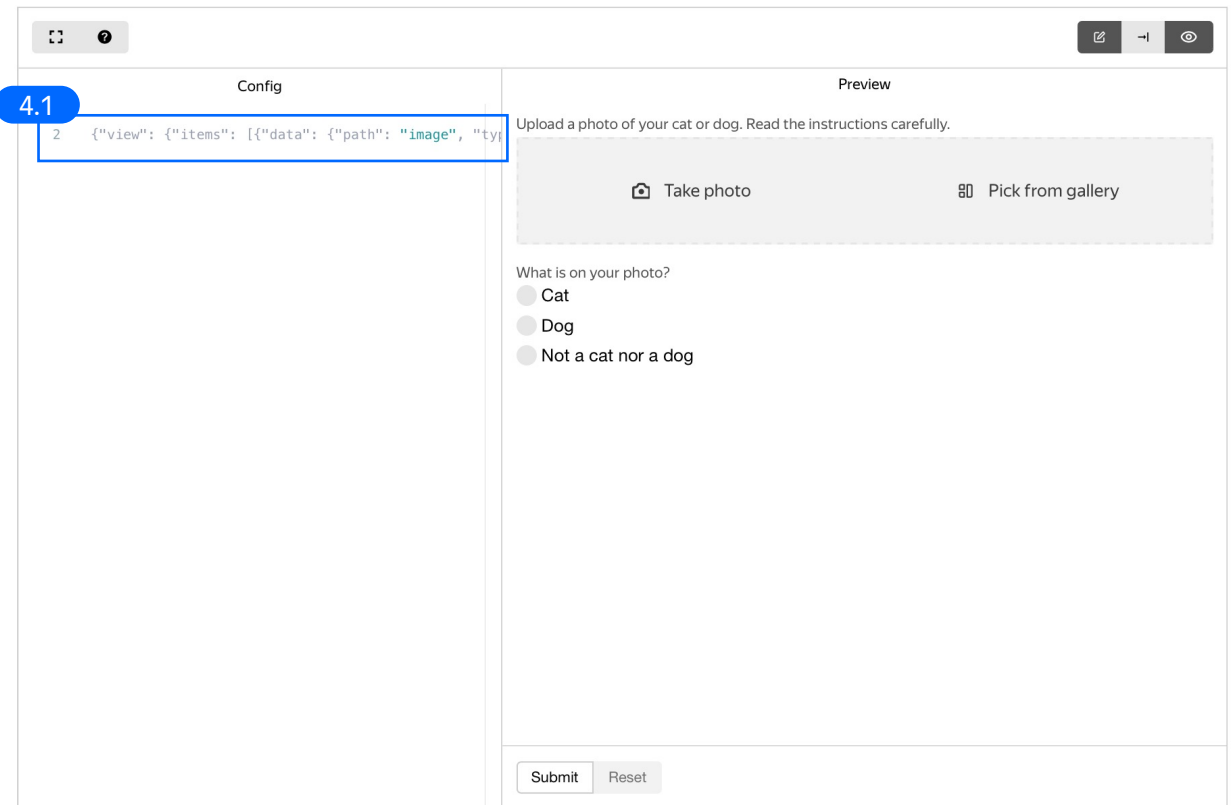 Config
Preview
4.1
2 {"view": {"items": [{"data": {"path": "image", "typ
Upload a photo of your cat or dog. Read the instructions carefully.
Take photo
Pick from gallery
What is on your photo?
Cat
Dog
Not a cat nor a dog
Submit
Reset